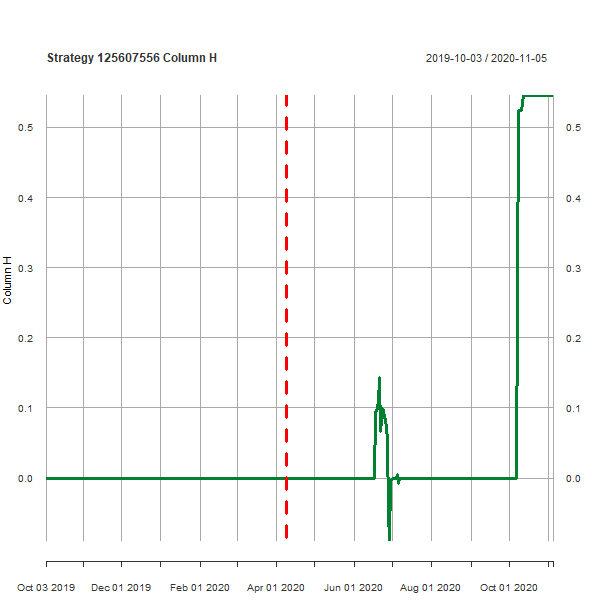 Strategy 125607556 Column H
2019-10-03 / 2020-11-05
0.5
0.5
0.4
0.4
0.3
0.3
Column H
0.2
0.2
0.1
0.1
0.0
0.0
Oct 03 2019
Dec 01 2019
Feb 01 2020
Apr 01 2020
Jun 01 2020
Aug 01 2020
Oct 01 2020